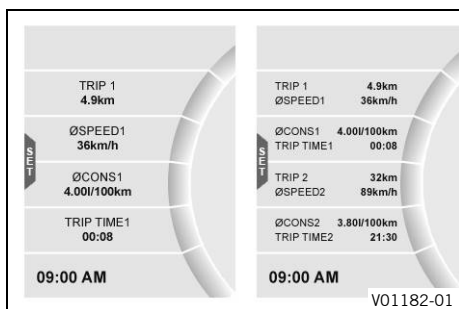 TRIP 1
4.9km
ØSPEED1
36km/h
SET
ØCONS1
4.00l/100km
TRIP TIME1
00:08
09:00 AM
TRIP 1 4.9km
ØSPEED1 36km/h
ØCONS1 4.00l/100km
TRIP TIME1 00:08
SET
TRIP 2 32km
ØSPEED2 89km/h
ØCONS2 3.80l/100km
TRIP TIME2 21:30
09:00 AM
V01182-01